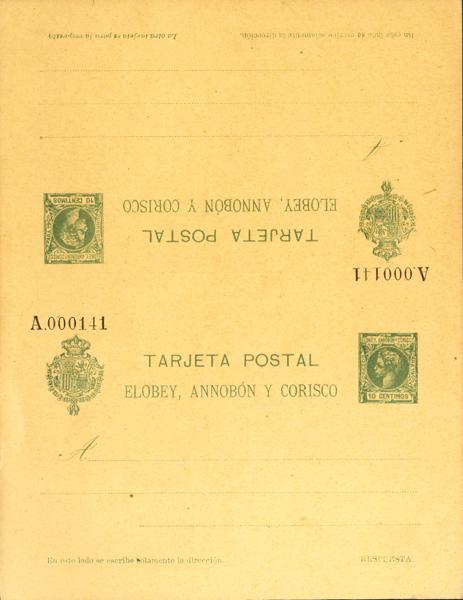 La otra tarjeta es para la respuesta
En este lado se escribe solamente la dirección.
A
10 CENTIMOS
TARJETA POSTAL
ELOBEY, ANNOBÓN Y CORISCO
A.000141
A.000141
TARJETA POSTAL
ELOBEY, ANNOBÓN Y CORISCO
10 CENTIMOS
A
En este lado se escribe solamente la dirección.
RESPUESTA.